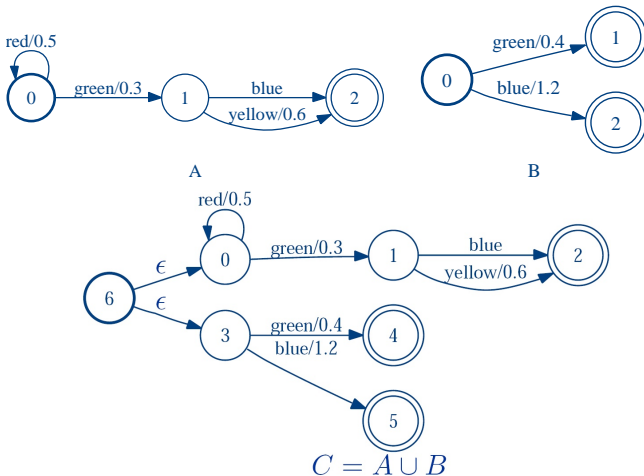 red/0.5
0
green/0.3
1
blue
yellow/0.6
2
A
0
green/0.4
1
blue/1.2
2
B
6
ϵ
ϵ
red/0.5
0
green/0.3
1
blue
yellow/0.6
2
3
green/0.4
4
blue/1.2
5
C = A ∪ B